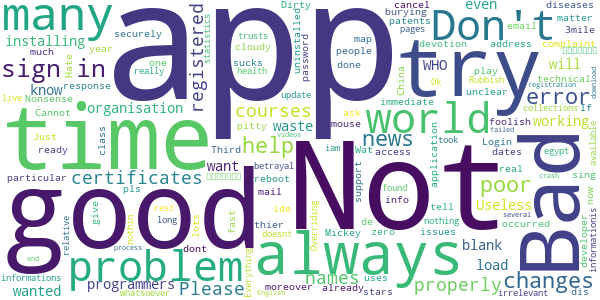 many
app
Don't
try
cancel
burying
patents
pages
Dirty
even
email
diseases
matter
3mile
installing
securely
trusts
cloudy
uninstalled
password
done
map
people
devotion
address
complaint
registered
statistics
much
Hate
year
one
really
sucks
health
sign in
know
response
Nonsense
Cannot
organisation
update
play
WHO
will
technical
Ok
Rubbish
error
unclear
collections
If
China
live
time
Just
ready
class
pitty
courses
waste
Third
ask
mouse
world
news
immediate
foolish
working
Login
failed
dates
egypt
available
registration
download
help
videos
iam
Wat
access
took
application
real
sing
crash
particular
certificates
want
betrayal
reboot
support
found
info
tell
nothing
poor
Useless
several
now
good
Not
Bad
pls
relative
give
rest
long
nothin
lots
fast
mail
thier
ide
doesnt
Overriding
Mickey
de
zero
issues
occurred
developer
informationis
always
blank
load
changes
problem
informations
wanted
end
process
programmers
whatsoever
dont
Please
Everything
moreover
English
names
already
stars
uses
properly
irrelevant
dis